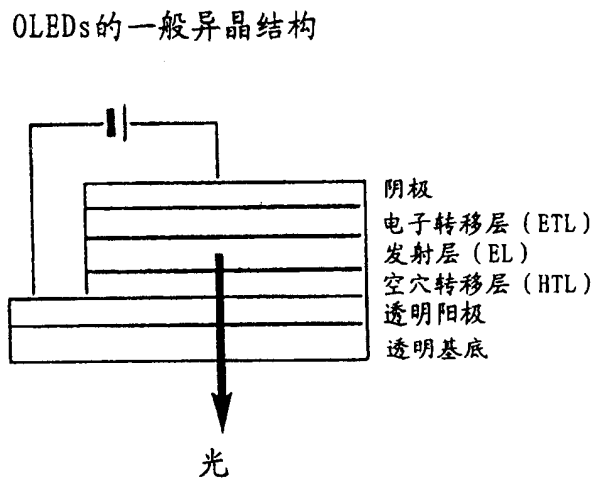 OLEDs的一般异晶结构
阴极
电子转移层(ETL)
发射层(EL)
空穴转移层(HTL)
透明阳极
透明基底
光